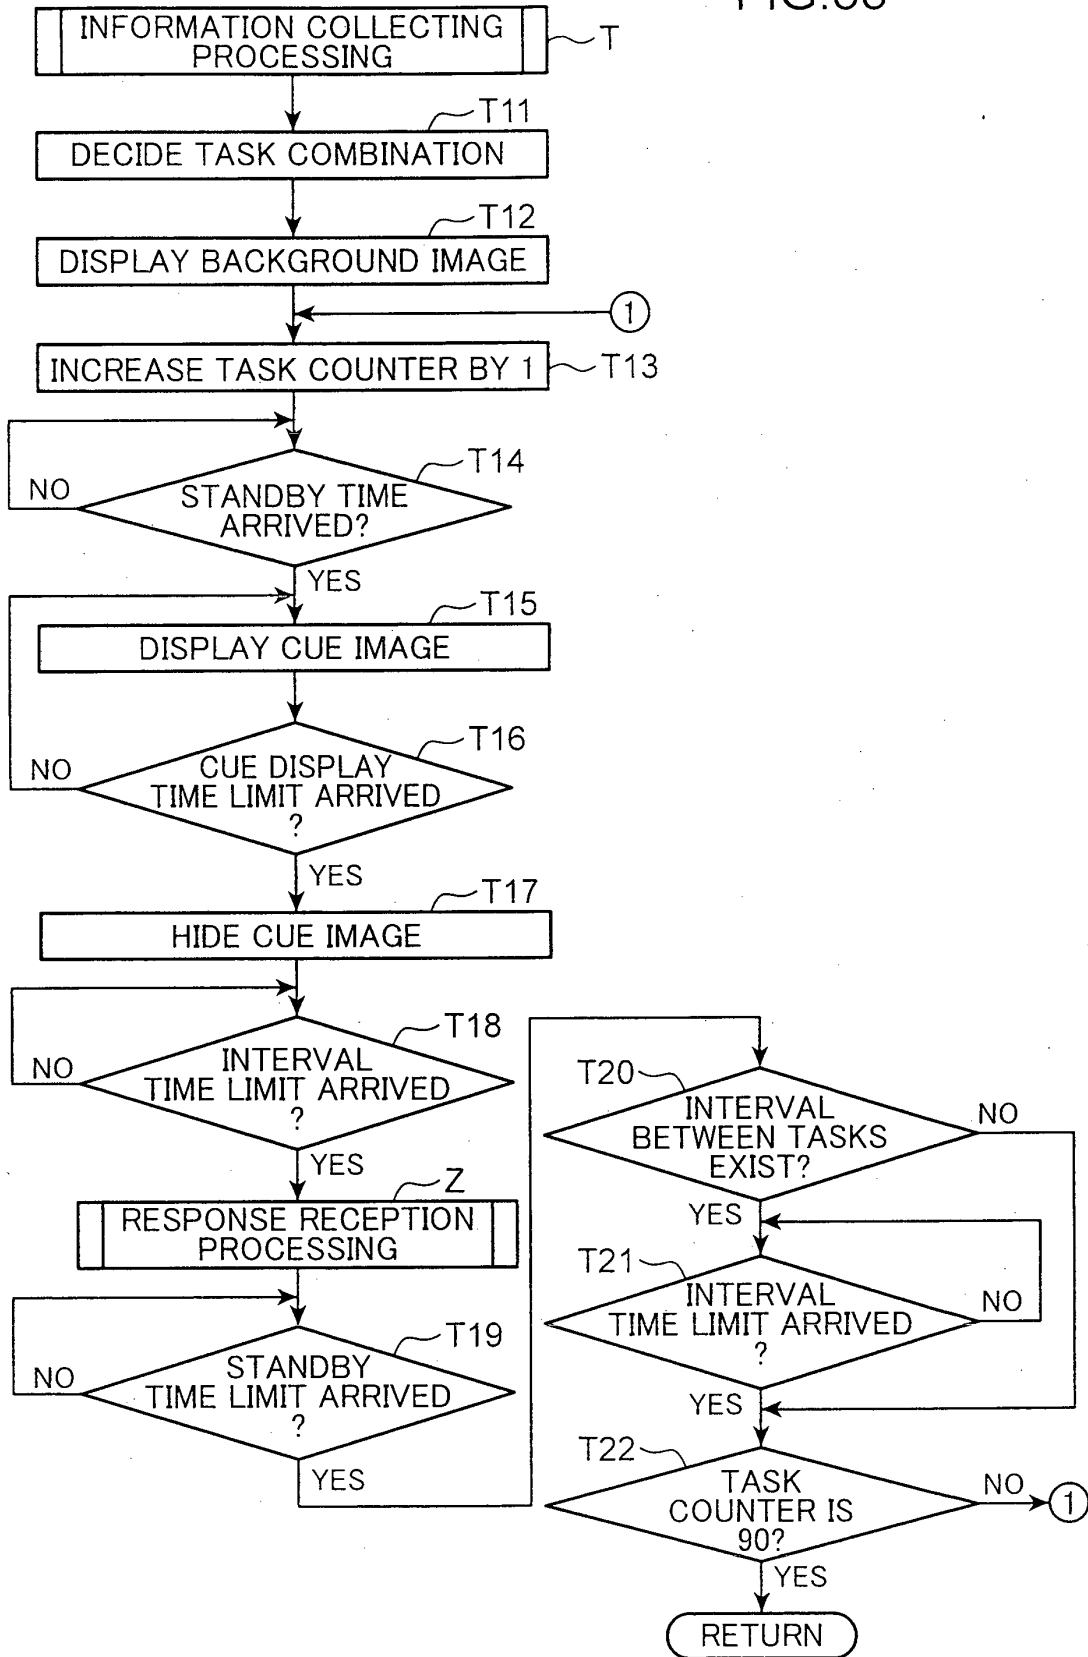 INFORMATION COLLECTING
PROCESSING
T
T11
DECIDE TASK COMBINATION
T12
DISPLAY BACKGROUND IMAGE
1
INCREASE TASK COUNTER BY 1
T13
T14
NO
STANDBY TIME
ARRIVED?
YES
T15
DISPLAY CUE IMAGE
T16
NO
CUE DISPLAY
TIME LIMIT ARRIVED
?
YES
T17
HIDE CUE IMAGE
T18
NO
INTERVAL
TIME LIMIT ARRIVED
?
YES
Z
RESPONSE RECEPTION
PROCESSING
T19
NO
STANDBY
TIME LIMIT ARRIVED
?
YES
T20
INTERVAL
BETWEEN TASKS
EXIST?
NO
YES
T21
INTERVAL
TIME LIMIT ARRIVED
?
NO
YES
T22
TASK
COUNTER IS
90?
NO
1
YES
RETURN